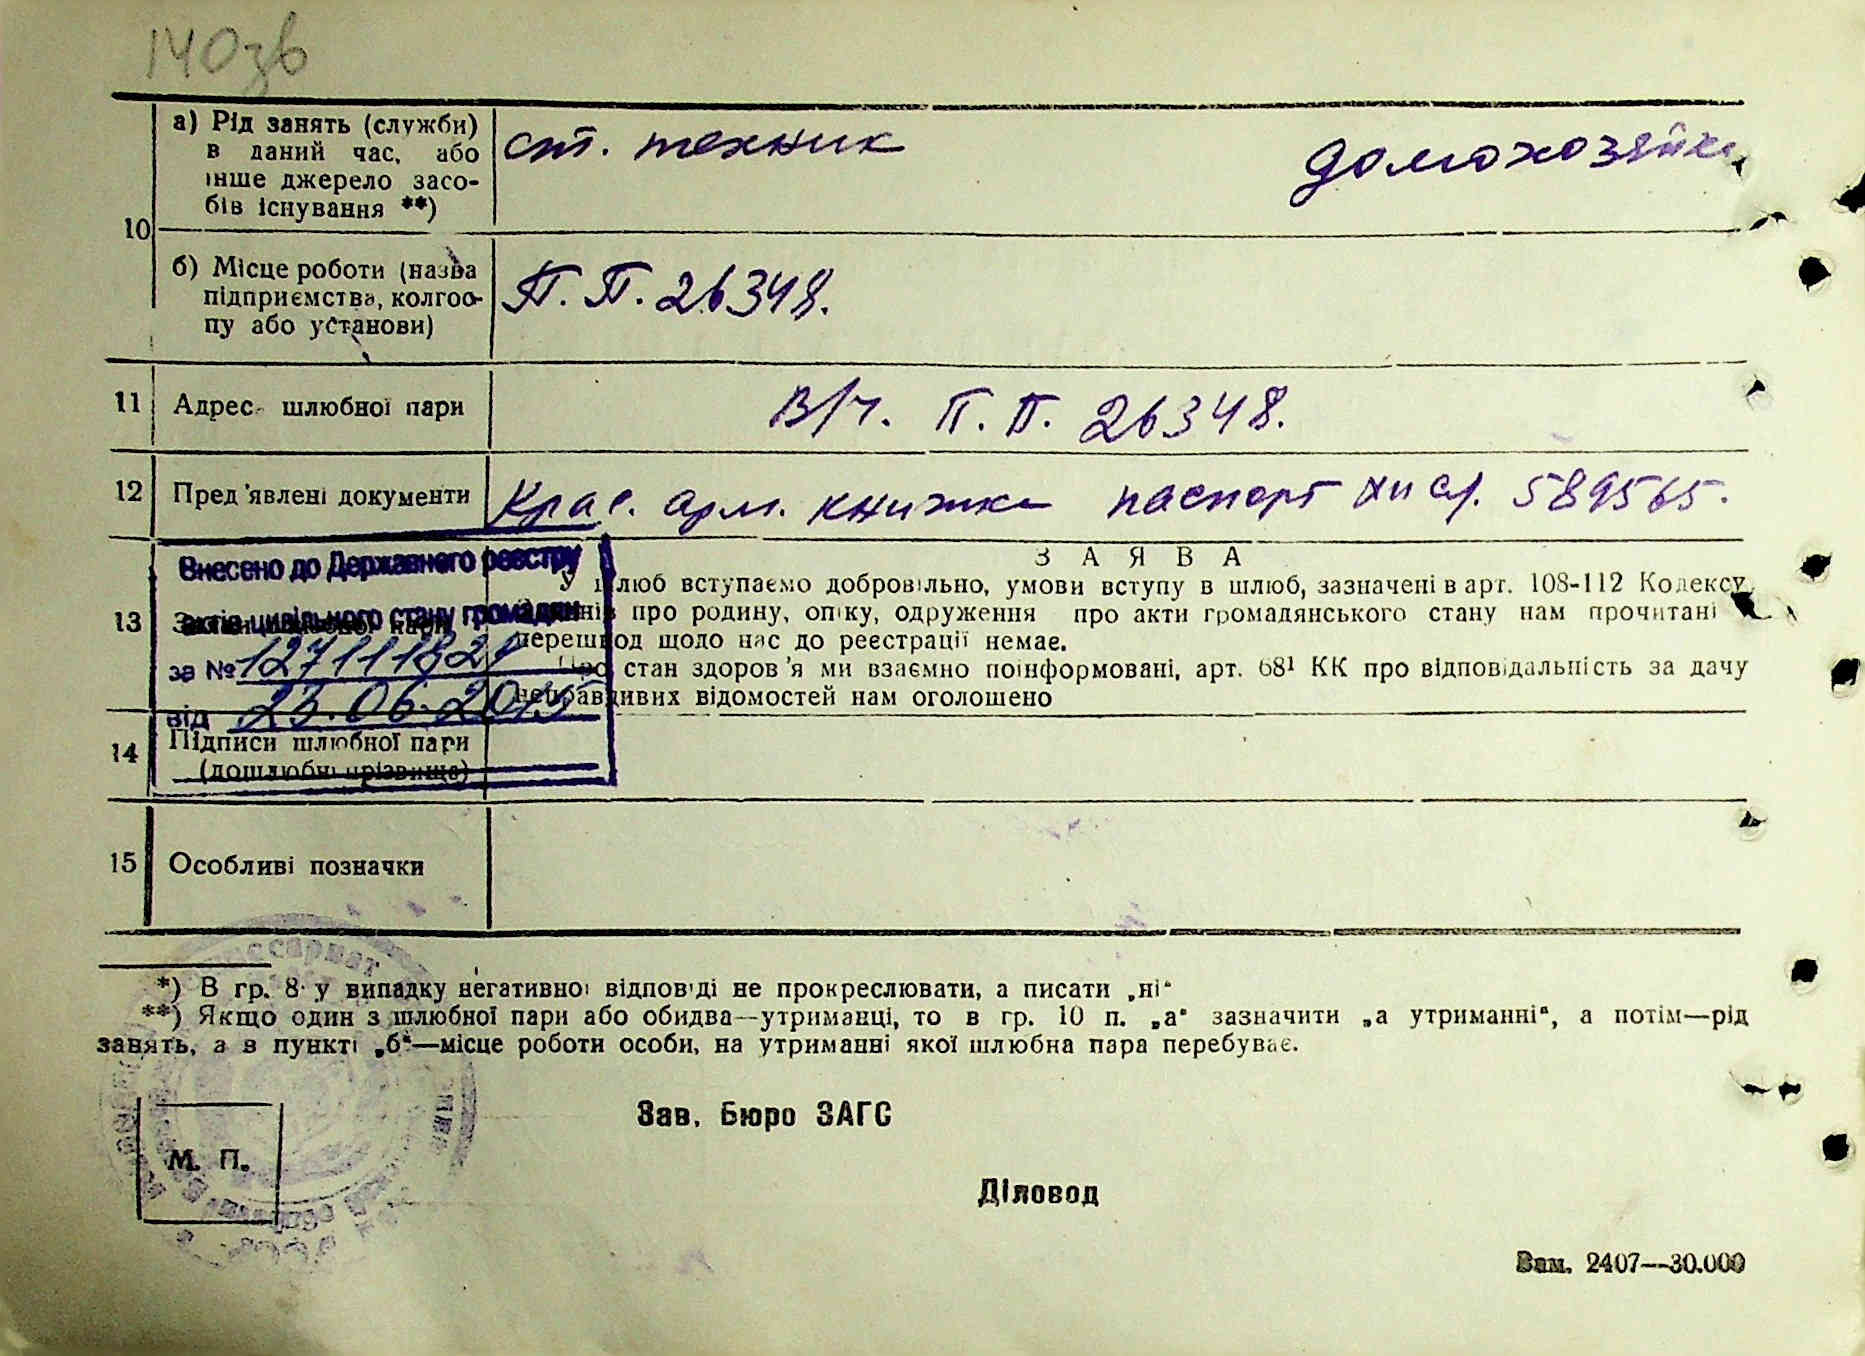 140зв
а) Рід занять (служби)
в даний час, або
інше джерело засо-
бів існування **)
ст. техник
домохозяйка
10
б) Місце роботи (назва
підприємства, колгос-
пу або установи)
П. П. 26348.
11 Адрес шлюбної пари
В/ч. П. П. 26348.
12 Пред'явлені документи
Крас. арм. книжка паспорт 589565.
Внесено до Державного реєстру
актів цивільного стану громадян
за №
від 23.06.
13
З А Я В А
У шлюб вступаємо добровільно, умови вступу в шлюб, зазначені в арт. 108-112 Кодексу
про родину, опіку, одруження про акти громадянського стану нам прочитані
перешкод щодо нас до реєстрації немає.
Про стан здоров'я ми взаємно поінформовані, арт. 68¹ КК про відповідальність за дачу
неправдивих відомостей нам оголошено
14 Підписи шлюбної пари
(дошлюбні прізвища)
15 Особливі позначки
*) В гр. 8 у випадку негативної відповіді не прокреслювати, а писати „ні"
**) Якщо один з шлюбної пари або обидва—утриманці, то в гр. 10 п. „а" зазначити „а утриманні", а потім—рід
занять, а в пункті „б"—місце роботи особи, на утриманні якої шлюбна пара перебуває.
Зав. Бюро ЗАГС
М. П.
Діловод
Зам. 2407—30.000